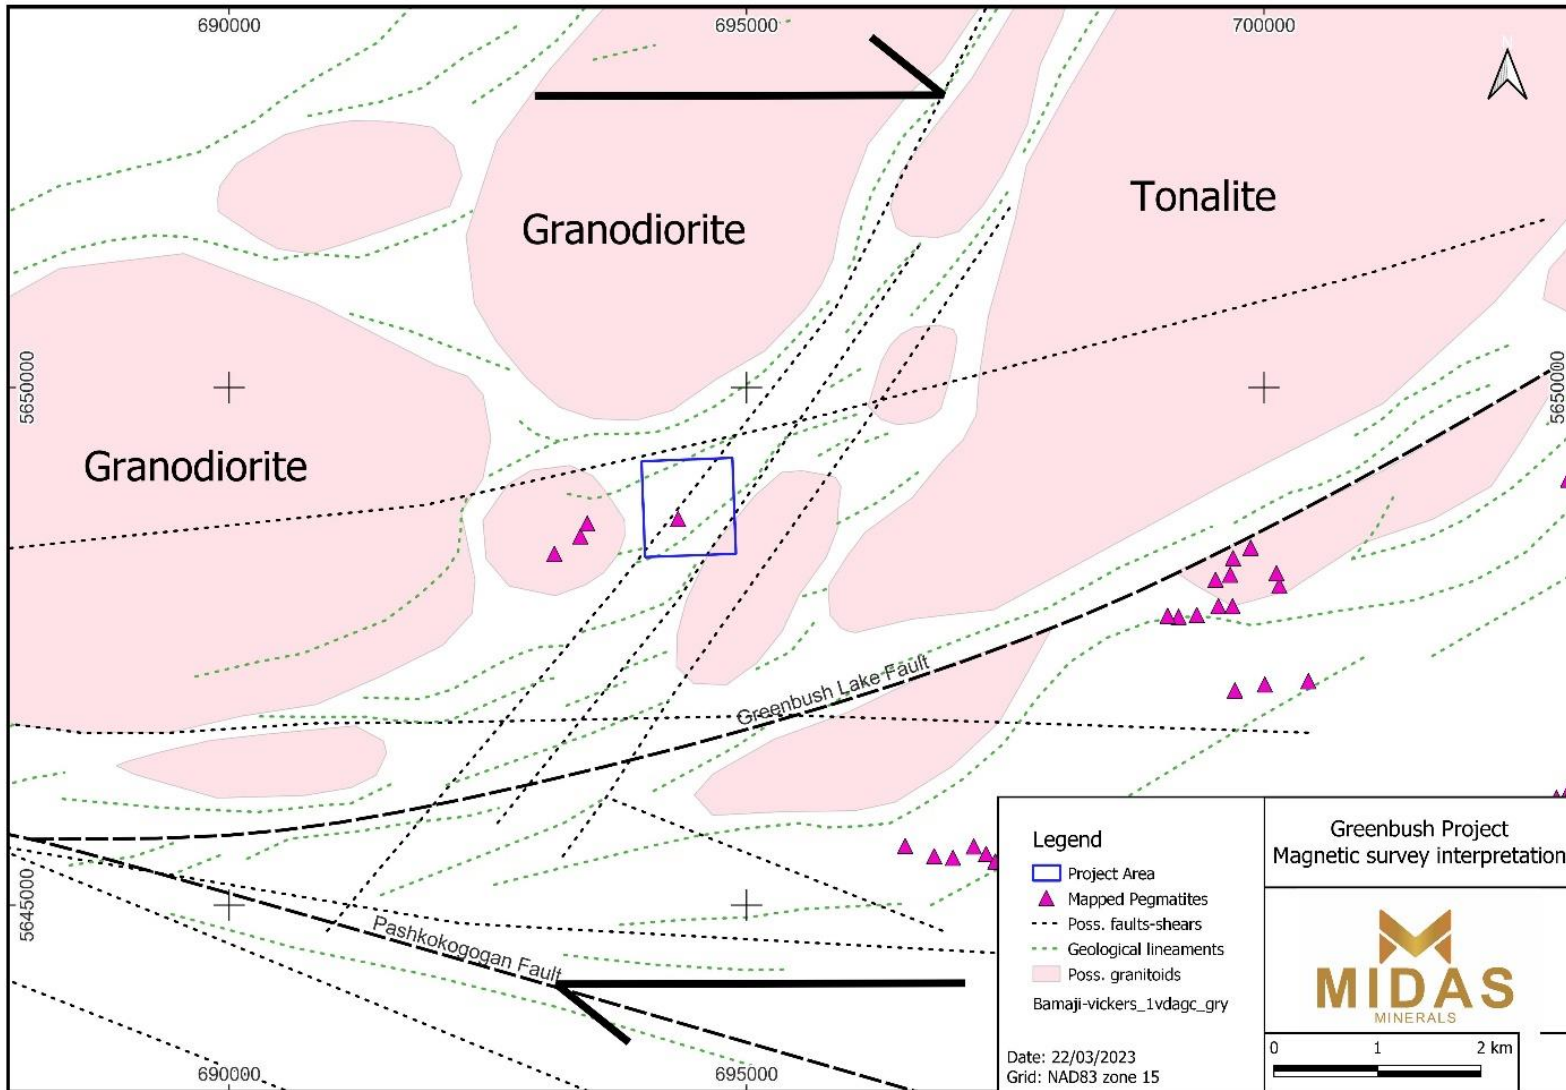 690000
695000
700000
N
Tonalite
Granodiorite
5650000
5650000
Granodiorite
Greenbush Lake Fault
5645000
Pashkokogan Fault
690000
695000
Legend
Project Area
Mapped Pegmatites
Poss. faults-shears
Geological lineaments
Poss. granitoids
Bamaji-vickers_1vdagc_gry
Date: 22/03/2023
Grid: NAD83 zone 15
Greenbush Project
Magnetic survey interpretation
MIDAS
MINERALS
0 1 2 km